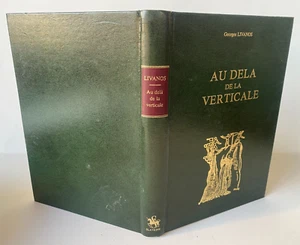 LIVANOS
Au delà
de la
verticale
Georges LIVANOS
AU DELA
DE LA
VERTICALE